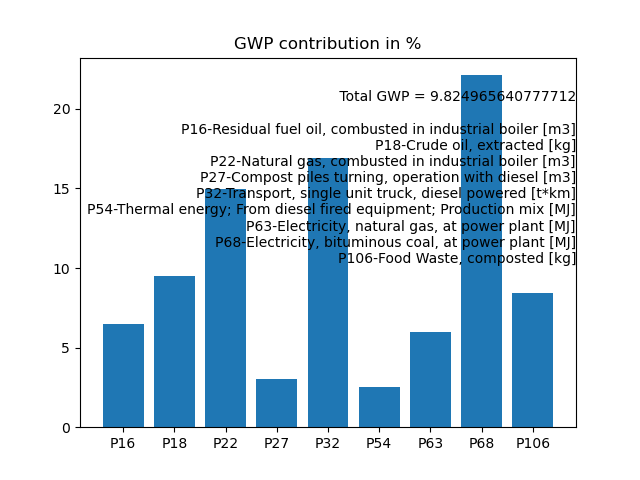 GWP contribution in %
Total GWP = 9.824965640777712
P16-Residual fuel oil, combusted in industrial boiler [m3]
P18-Crude oil, extracted [kg]
P22-Natural gas, combusted in industrial boiler [m3]
P27-Compost piles turning, operation with diesel [m3]
P32-Transport, single unit truck, diesel powered [t*km]
P54-Thermal energy; From diesel fired equipment; Production mix [MJ]
P63-Electricity, natural gas, at power plant [MJ]
P68-Electricity, bituminous coal, at power plant [MJ]
P106-Food Waste, composted [kg]
20
15
10
5
0
P16 P18 P22 P27 P32 P54 P63 P68 P106